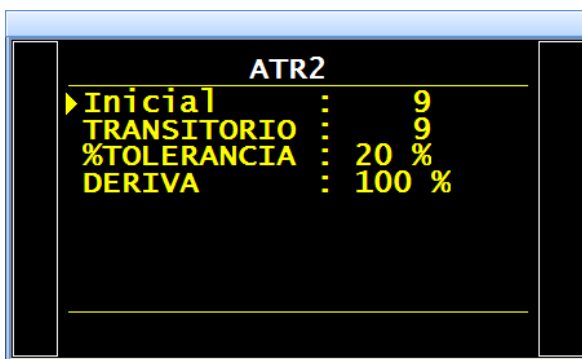 ATR2
Inicial : 9
TRANSITORIO : 9
%TOLERANCIA : 20 %
DERIVA : 100 %